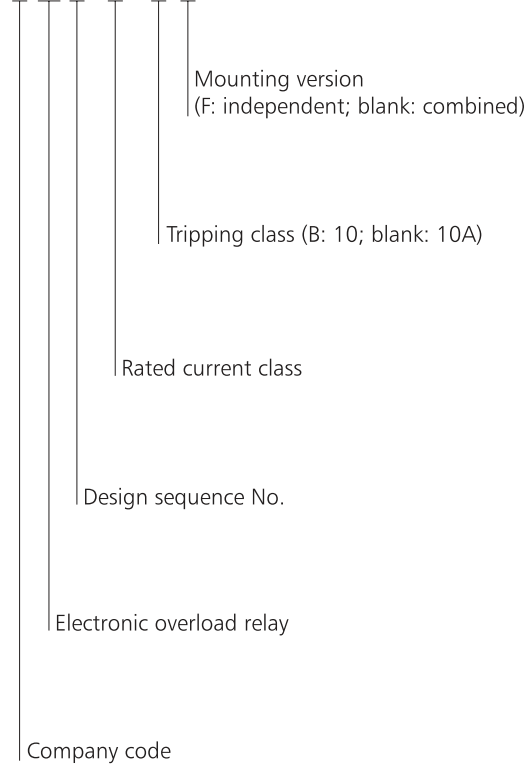 Mounting version
(F: independent; blank: combined)
Tripping class (B: 10; blank: 10A)
Rated current class
Design sequence No.
Electronic overload relay
Company code